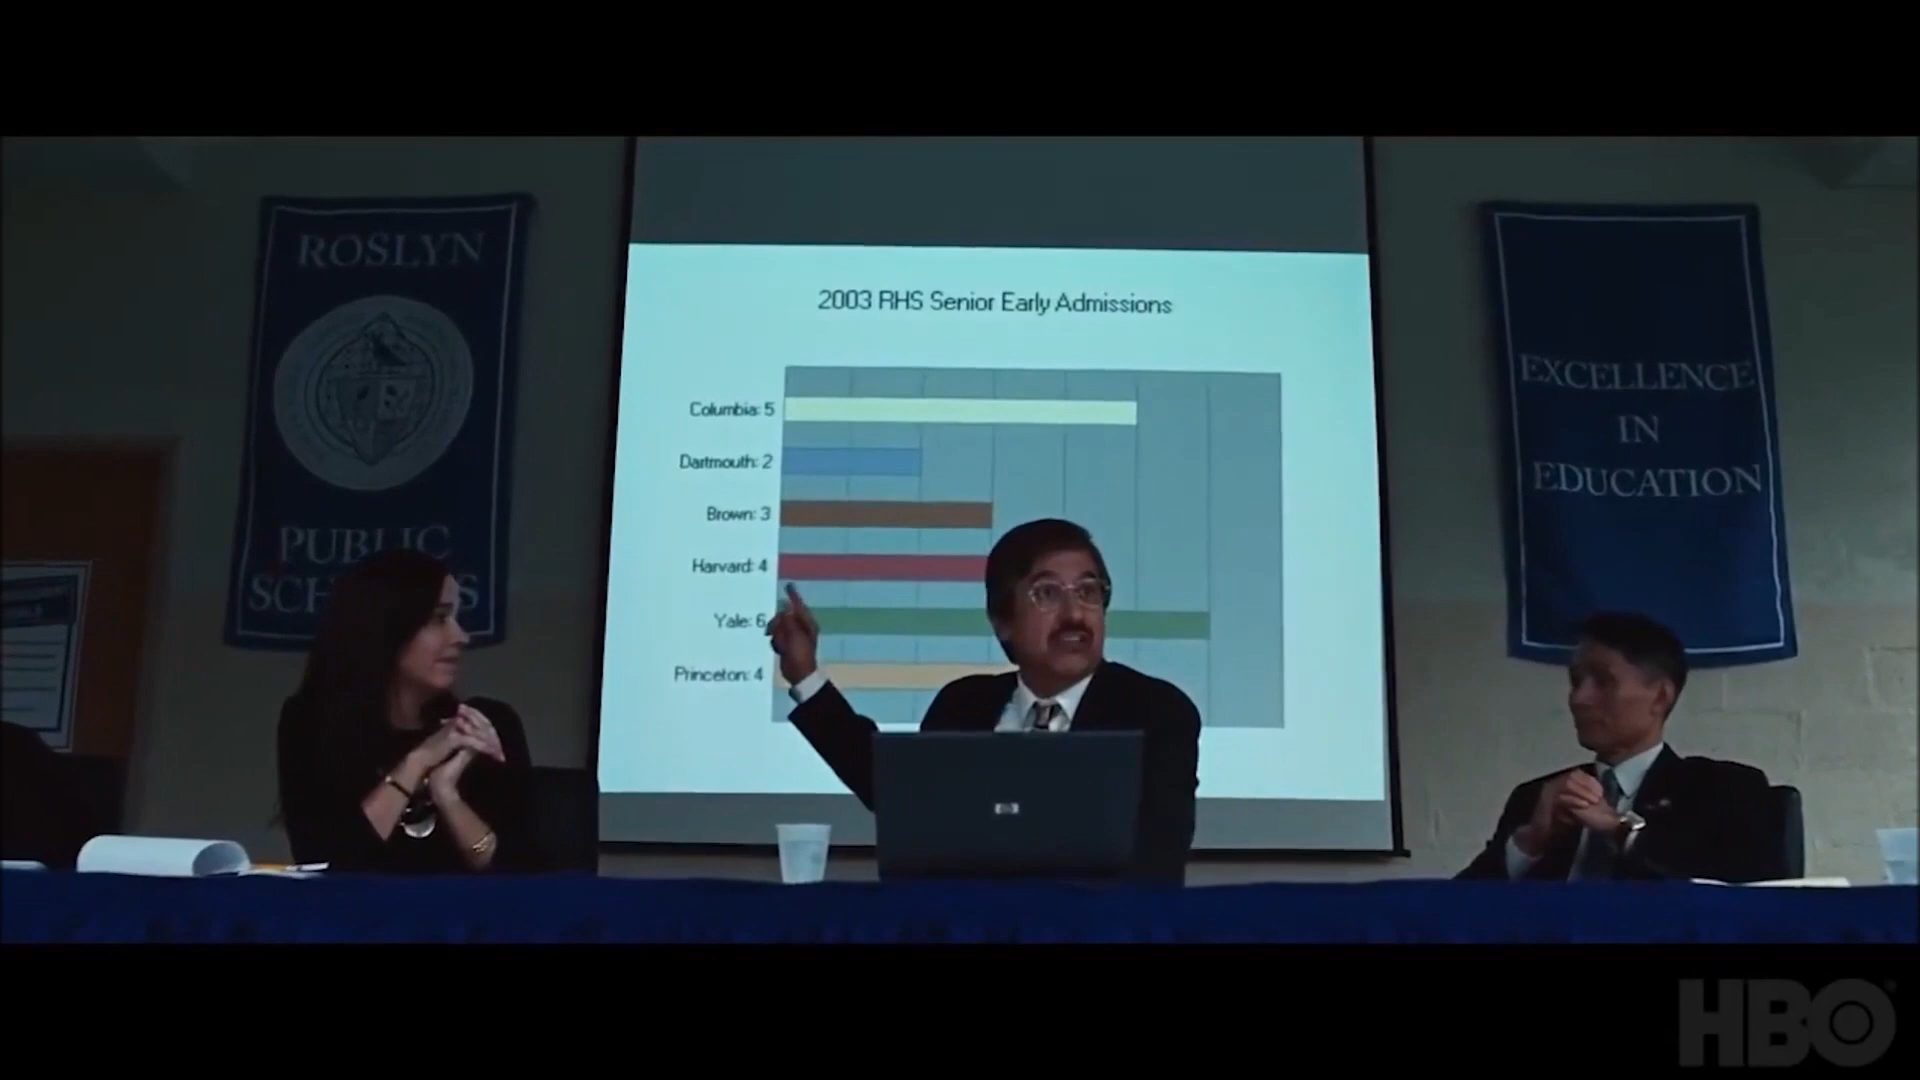 ROSLYN
PUBLIC
EXCELLENCE
IN
EDUCATION
2003 RHS Senior Early Admissions
Columbia: 5
Dartmouth: 2
Brown: 3
Harvard: 4
Yale: 6
Princeton: 4
hp
HBO